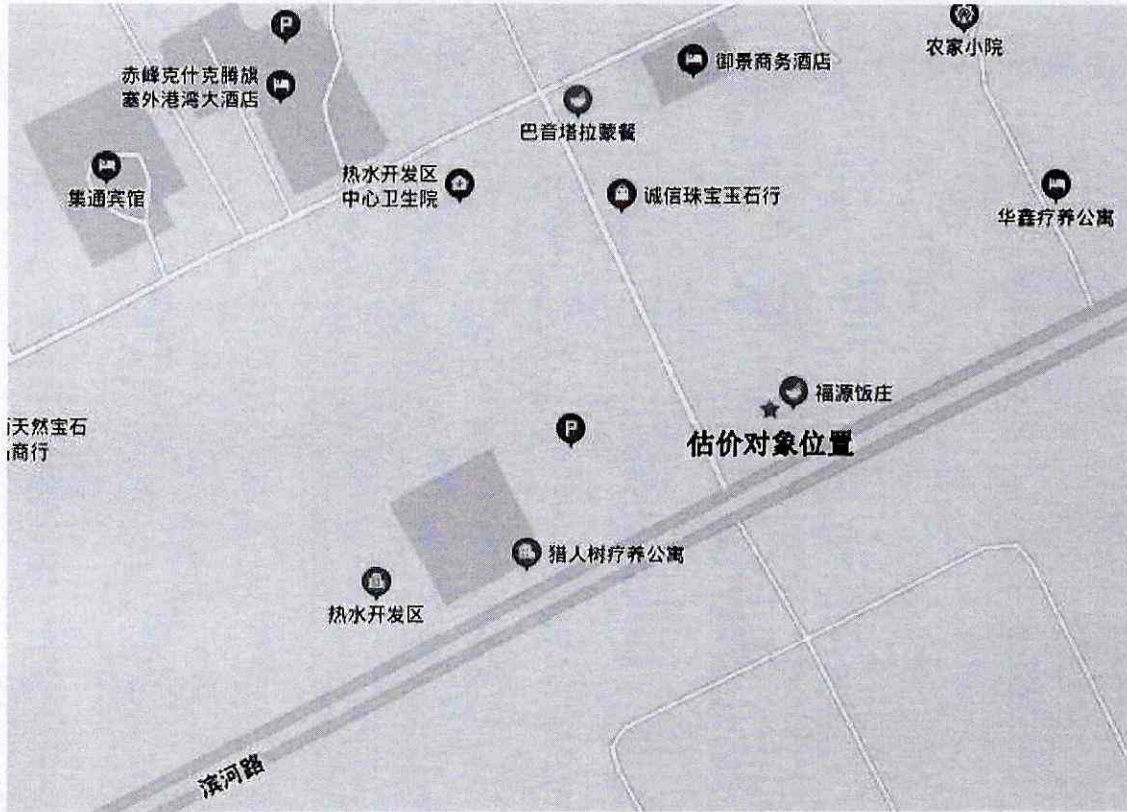 P
农家小院
赤峰克什克腾旗
塞外港湾大酒店
御景商务酒店
巴音塔拉蒙餐
集通宾馆
热水开发区
中心卫生院
诚信珠宝玉石行
华鑫疗养公寓
福源饭庄
天然宝石
商行
P
估价对象位置
猎人树疗养公寓
热水开发区
滨河路